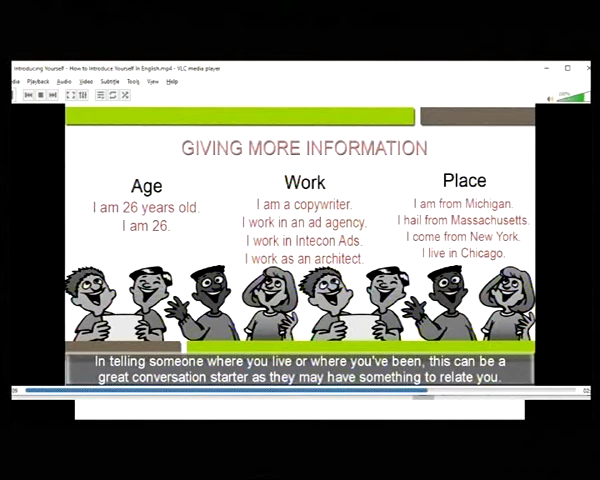 Introducing Yourself - How to Introduce Yourself In English.mp4 - VLC media player
dia Playback Audio Video Subtitle Tools View Help
GIVING MORE INFORMATION
Age
I am 26 years old.
I am 26.
Work
I am a copywriter.
I work in an ad agency.
I work in Intecon Ads.
I work as an architect.
Place
I am from Michigan.
I hail from Massachusetts.
I come from New York.
I live in Chicago.
In telling someone where you live or where you've been, this can be a
great conversation starter as they may have something to relate you.